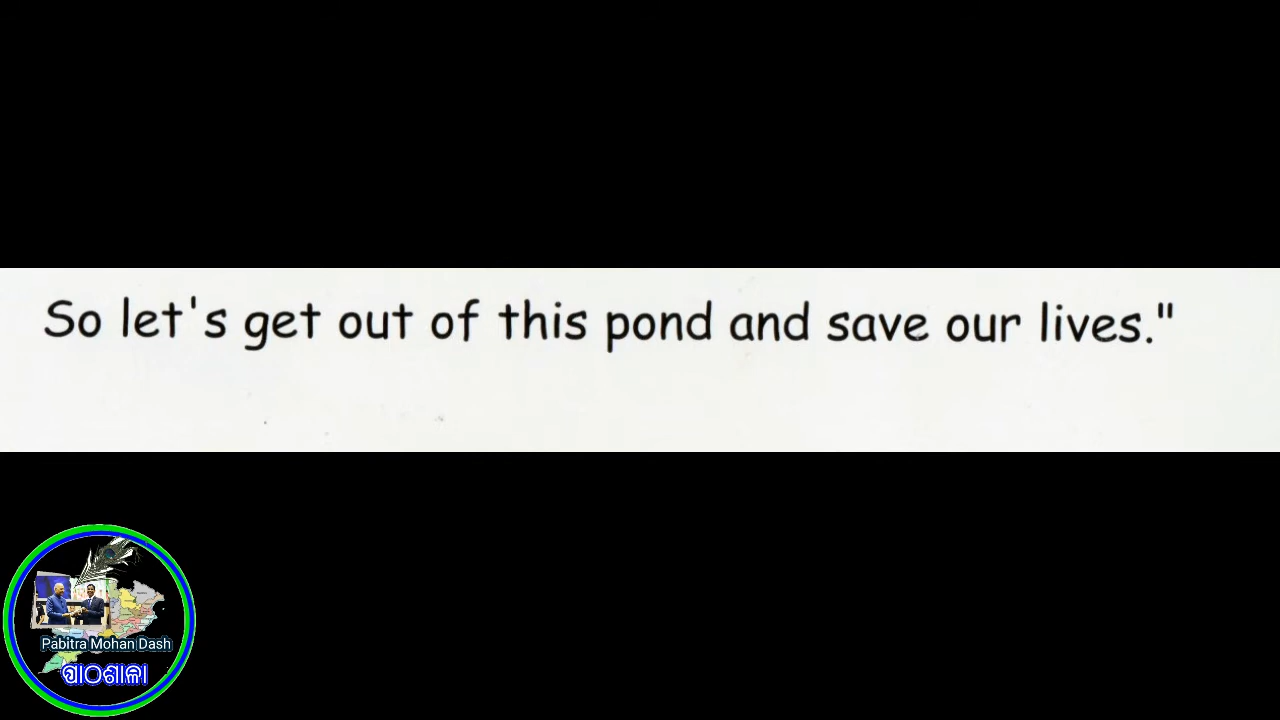 So let's get out of this pond and save our lives."
Pabitra Mohan Dash
ପାଠଶାଳା